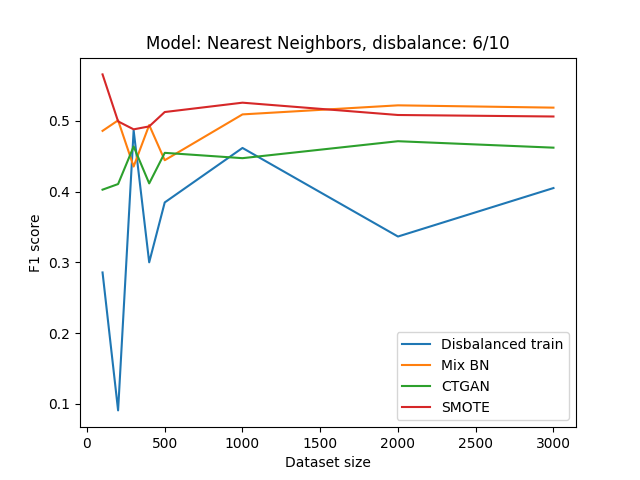 Model: Nearest Neighbors, disbalance: 6/10
F1 score
0.5
0.4
0.3
0.2
0.1
Disbalanced train
Mix BN
CTGAN
SMOTE
0 500 1000 1500 2000 2500 3000
Dataset size